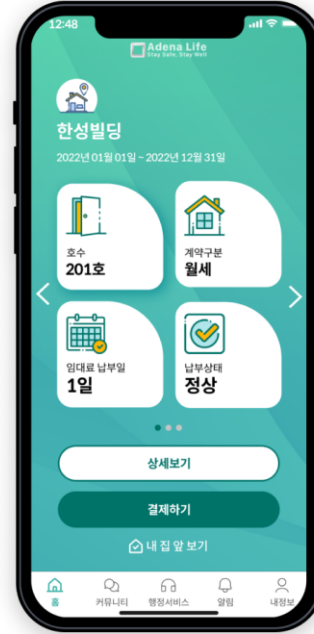 12:48
Adena Life
Stay Safe, Stay Well
한성빌딩
2022년 01월 01일 ~ 2022년 12월 31일
호수
201호
계약구분
월세
임대료 납부일
1일
납부상태
정상
상세보기
결제하기
내 집 앞 보기
홈
커뮤니티
행정서비스
알림
내정보